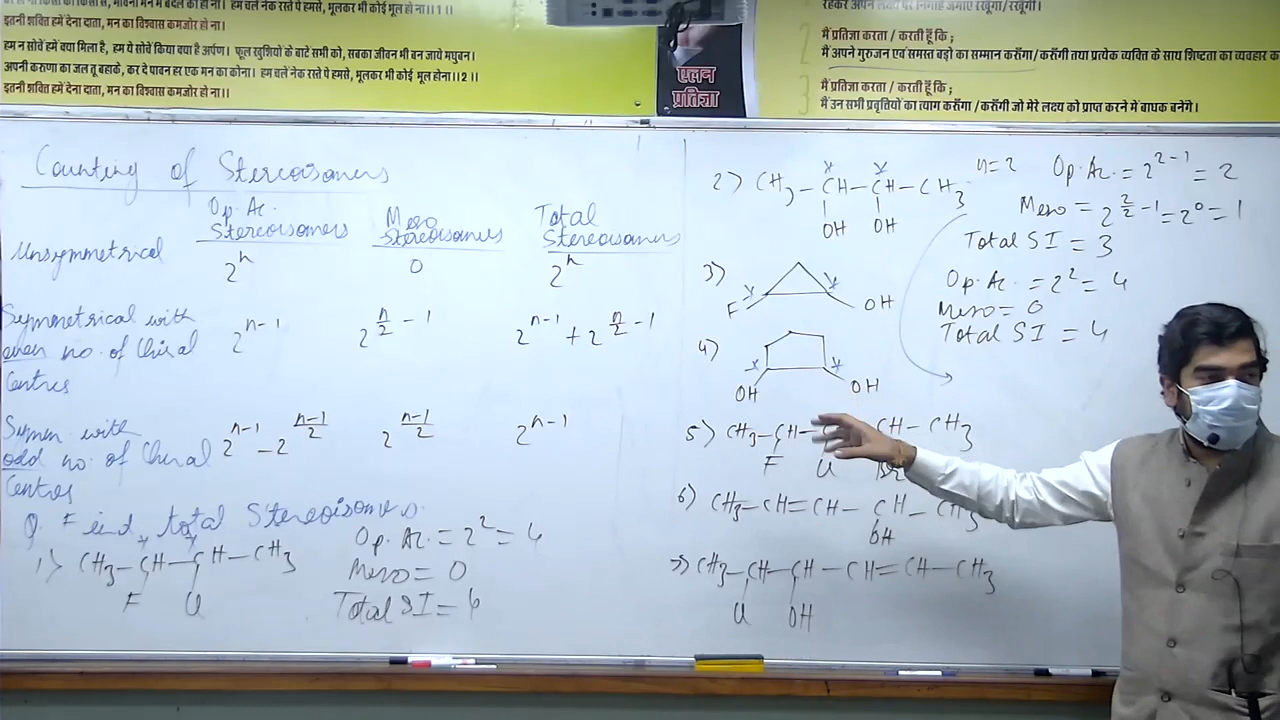 इतनी शक्ति हमें देना दाता, मन का विश्वास कमजोर हो ना।
हम न सोवें हमें क्या मिला है, हम ये सोवें किया क्या है अर्पण। फूल खुशियों के बाटे सभी को, सबका जीवन भी बन जाये मधुबन।
अपनी करुणा का जल तू बहाके, कर दे पावन हर एक मन का कोना। हम चलें नेक रस्ते पे हमसे, भूलकर भी कोई भूल होना।। 2 ।।
इतनी शक्ति हमें देना दाता, मन का विश्वास कमजोर हो ना।।
एलन
प्रतिज्ञा
मैं प्रतिज्ञा करता / करती हूँ कि ;
2 मैं अपने गुरुजन एवं समस्त बड़ो का सम्मान करुँगा / करुँगी तथा प्रत्येक व्यक्ति के साथ शिष्टता का व्यवहार
मैं प्रतिज्ञा करता / करती हूँ कि ;
3 मैं उन सभी प्रवृत्तियों का त्याग करुँगा / करुँगी जो मेरे लक्ष्य को प्राप्त करने में बाधक बनेंगे।
Counting of Stereoisomers
Op. Ac. Stereoisomers Meso Stereoisomers Total Stereoisomers
Unsymmetrical 2^n 0 2^n
Symmetrical with even no. of Chiral Centres 2^(n-1) 2^(n/2 - 1) 2^(n-1) + 2^(n/2 - 1)
Symm with odd no. of Chiral Centres 2^(n-1) - 2^((n-1)/2) 2^((n-1)/2) 2^(n-1)
Q. Find total Stereoisomers.
1) CH3-CH-CH-CH3
F Cl
Op. Ac. = 2^2 = 4
Meso = 0
Total SI = 4
2) CH3-CH-CH-CH3
OH OH
n=2 Op. Ac. = 2^(2-1) = 2
Meso = 2^(2/2 - 1) = 2^0 = 1
Total SI = 3
3) F OH
Op. Ac. = 2^2 = 4
Meso = 0
Total SI = 4
4) OH OH
5) CH3-CH- CH-CH3
F Cl Br
6) CH3-CH=CH-CH-CH3
OH
7) CH3-CH-CH-CH=CH-CH3
Cl OH